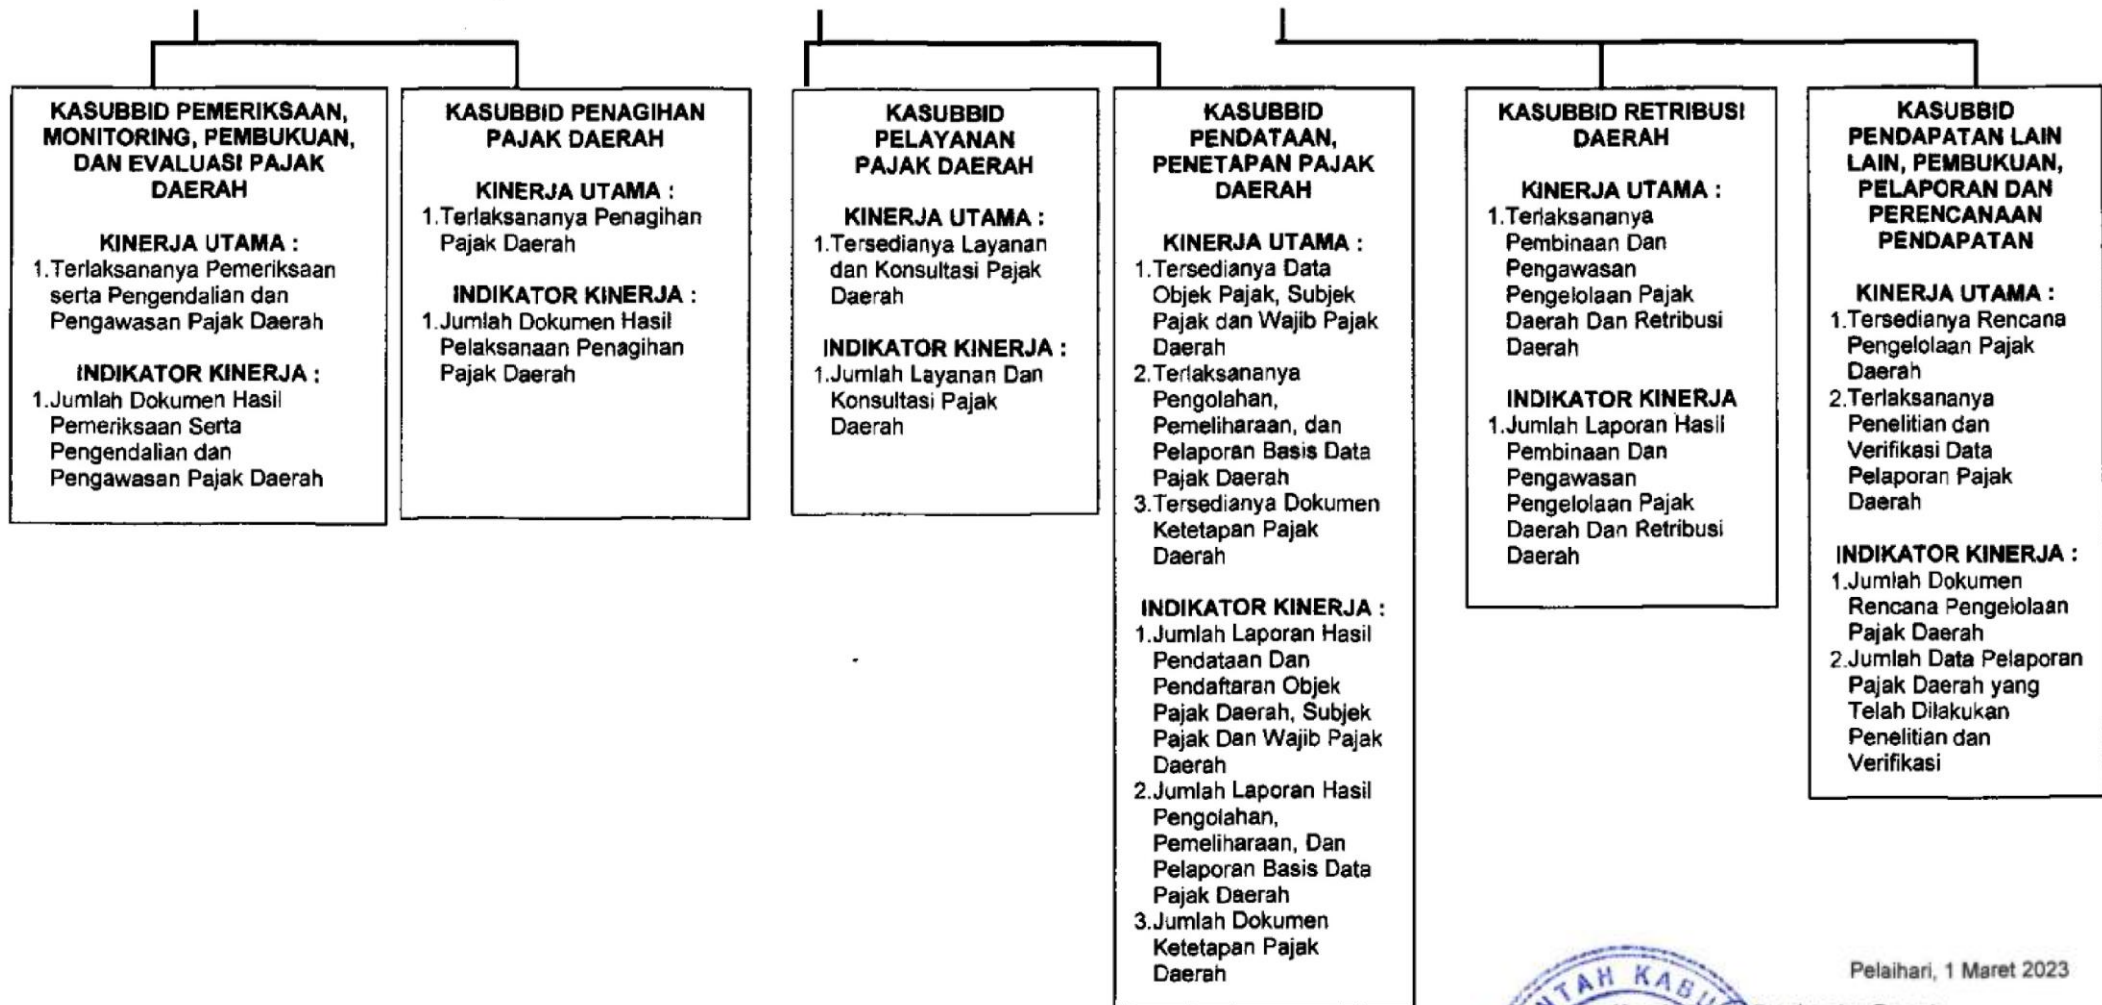 KASUBBID PEMERIKSAAN,
MONITORING, PEMBUKUAN,
DAN EVALUASI PAJAK
DAERAH
KINERJA UTAMA :
1.Terlaksananya Pemeriksaan
serta Pengendalian dan
Pengawasan Pajak Daerah
INDIKATOR KINERJA :
1.Jumlah Dokumen Hasil
Pemeriksaan Serta
Pengendalian dan
Pengawasan Pajak Daerah
KASUBBID PENAGIHAN
PAJAK DAERAH
KINERJA UTAMA :
1.Terlaksananya Penagihan
Pajak Daerah
INDIKATOR KINERJA :
1.Jumlah Dokumen Hasil
Pelaksanaan Penagihan
Pajak Daerah
KASUBBID
PELAYANAN
PAJAK DAERAH
KINERJA UTAMA :
1.Tersedianya Layanan
dan Konsultasi Pajak
Daerah
INDIKATOR KINERJA :
1.Jumlah Layanan Dan
Konsultasi Pajak
Daerah
KASUBBID
PENDATAAN,
PENETAPAN PAJAK
DAERAH
KINERJA UTAMA :
1.Tersedianya Data
Objek Pajak, Subjek
Pajak dan Wajib Pajak
Daerah
2.Terlaksananya
Pengolahan,
Pemeliharaan, dan
Pelaporan Basis Data
Pajak Daerah
3.Tersedianya Dokumen
Ketetapan Pajak
Daerah
INDIKATOR KINERJA :
1.Jumlah Laporan Hasil
Pendataan Dan
Pendaftaran Objek
Pajak Daerah, Subjek
Pajak Dan Wajib Pajak
Daerah
2.Jumlah Laporan Hasil
Pengolahan,
Pemeliharaan, Dan
Pelaporan Basis Data
Pajak Daerah
3.Jumlah Dokumen
Ketetapan Pajak
Daerah
KASUBBID RETRIBUSI
DAERAH
KINERJA UTAMA :
1.Terlaksananya
Pembinaan Dan
Pengawasan
Pengelolaan Pajak
Daerah Dan Retribusi
Daerah
INDIKATOR KINERJA
1.Jumlah Laporan Hasil
Pembinaan Dan
Pengawasan
Pengelolaan Pajak
Daerah Dan Retribusi
Daerah
KASUBBID
PENDAPATAN LAIN
LAIN, PEMBUKUAN,
PELAPORAN DAN
PERENCANAAN
PENDAPATAN
KINERJA UTAMA :
1.Tersedianya Rencana
Pengelolaan Pajak
Daerah
2.Terlaksananya
Penelitian dan
Verifikasi Data
Pelaporan Pajak
Daerah
INDIKATOR KINERJA :
1.Jumlah Dokumen
Rencana Pengelolaan
Pajak Daerah
2.Jumlah Data Pelaporan
Pajak Daerah yang
Telah Dilakukan
Penelitian dan
Verifikasi
Pelaihari, 1 Maret 2023